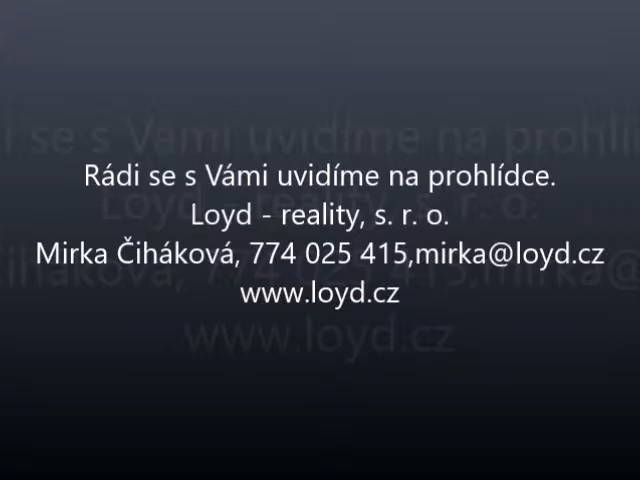 Rádi se s Vámi uvidíme na prohlídce.
Loyd - reality, s. r. o.
Mirka Čiháková, 774 025 415,mirka@loyd.cz
www.loyd.cz